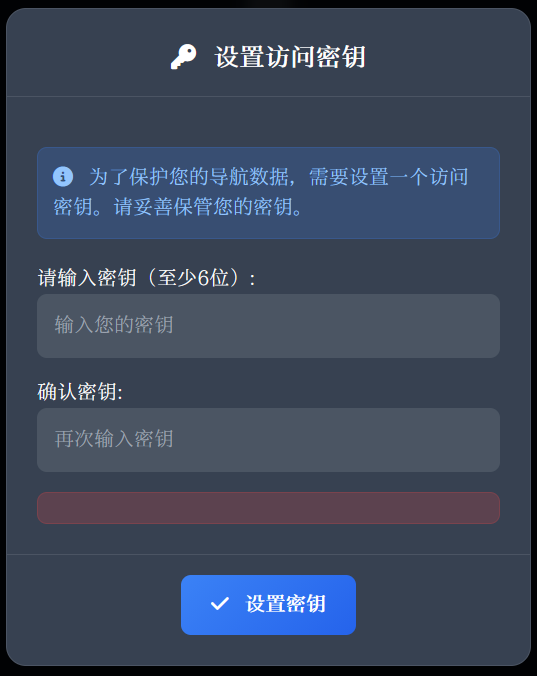 设置访问密钥
为了保护您的导航数据，需要设置一个访问
密钥。请妥善保管您的密钥。
请输入密钥（至少6位）:
输入您的密钥
确认密钥:
再次输入密钥
设置密钥